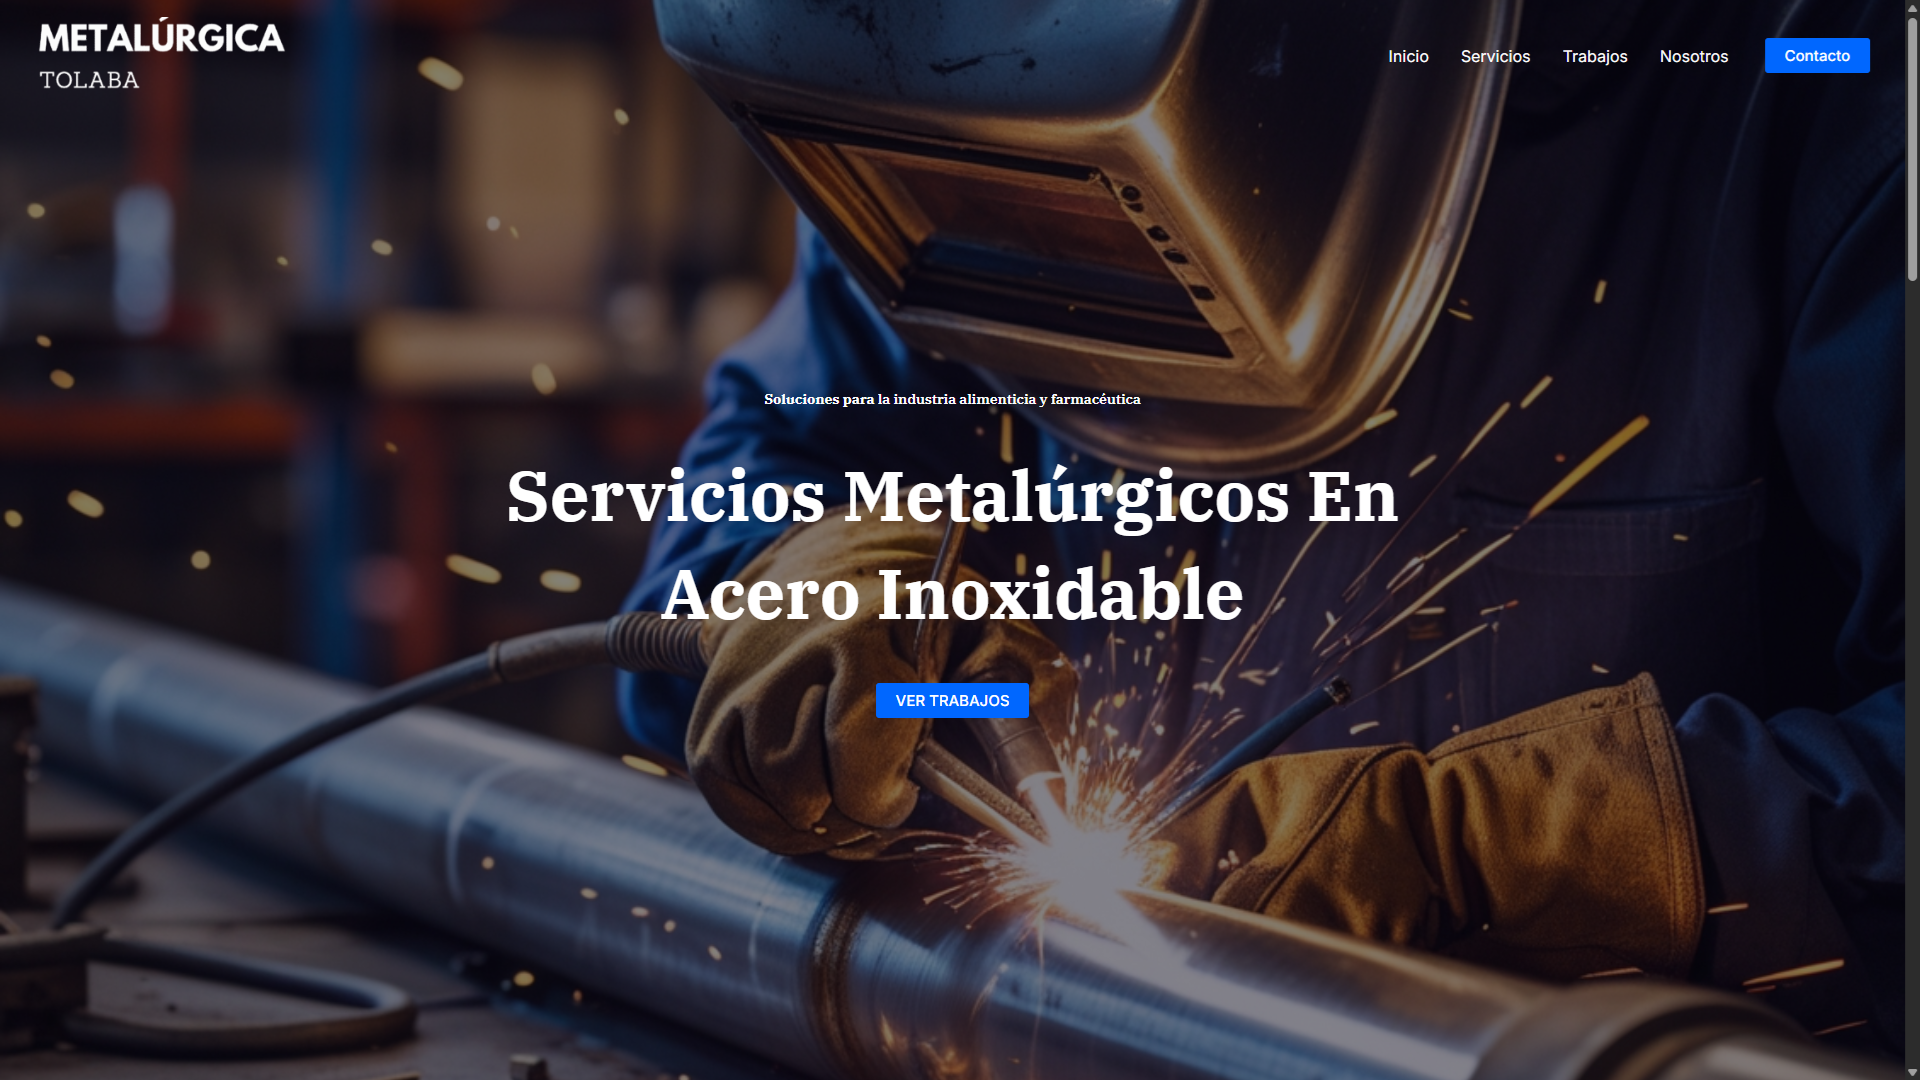 METALÚRGICA
TOLABA
Inicio
Servicios
Trabajos
Nosotros
Contacto
Soluciones para la industria alimenticia y farmacéutica
Servicios Metalúrgicos En
Acero Inoxidable
VER TRABAJOS